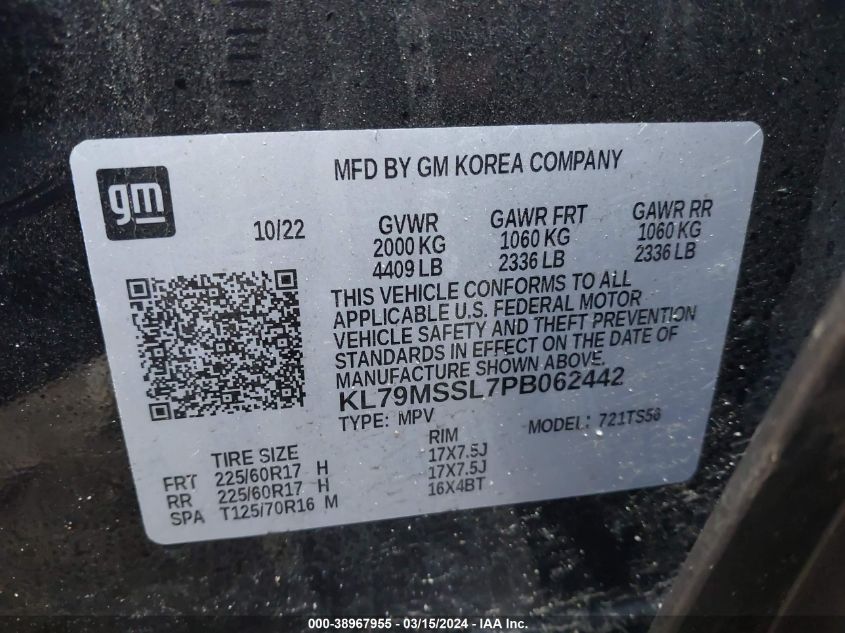 MFD BY GM KOREA COMPANY
gm
10/22
GVWR GAWR FRT GAWR RR
2000 KG 1060 KG 1060 KG
4409 LB 2336 LB 2336 LB
THIS VEHICLE CONFORMS TO ALL
APPLICABLE U.S. FEDERAL MOTOR
VEHICLE SAFETY AND THEFT PREVENTION
STANDARDS IN EFFECT ON THE DATE OF
MANUFACTURE SHOWN ABOVE.
KL79MSSL7PB062442
TYPE: MPV MODEL: 721TS56
TIRE SIZE RIM
FRT 225/60R17 H 17X7.5J
RR 225/60R17 H 17X7.5J
SPA T125/70R16 M 16X4BT
000-38967955 - 03/15/2024 - IAA Inc.